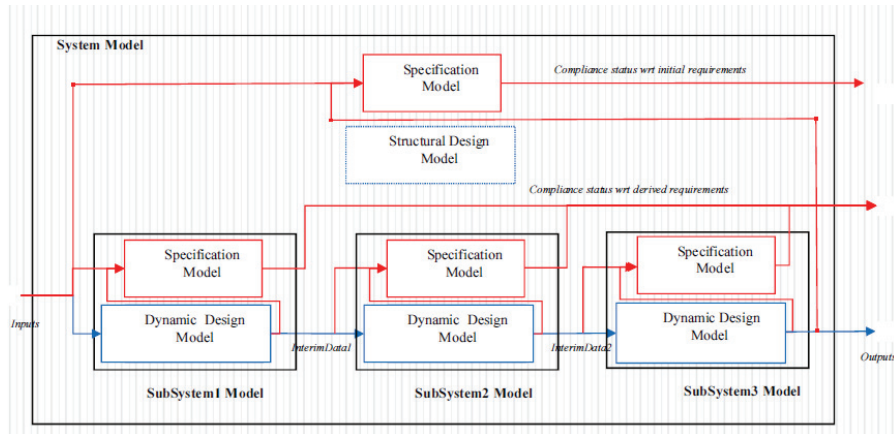 System Model
Specification
Model
Compliance status wrt initial requirements
Structural Design
Model
Compliance status wrt derived requirements
Specification
Model
Specification
Model
Specification
Model
Inputs
Dynamic Design
Model
InterimData1
Dynamic Design
Model
InterimData2
Dynamic Design
Model
Outputs
SubSystem1 Model
SubSystem2 Model
SubSystem3 Model